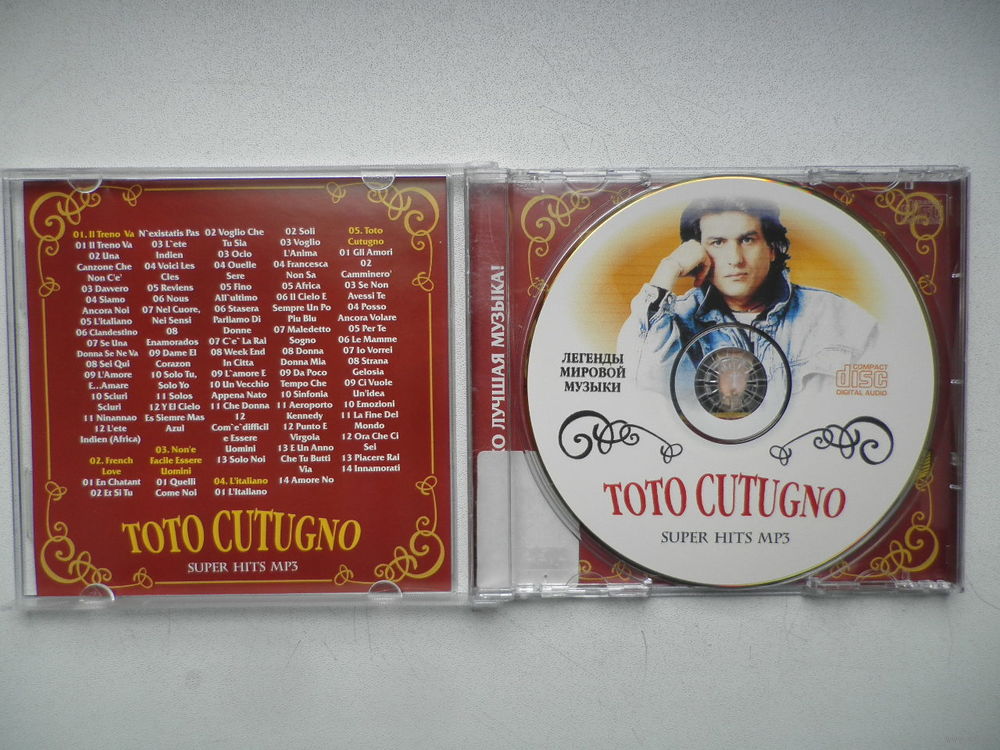 01. Il Treno Va
01 Il Treno Va
02 Una
Canzone Che
Non C'e'
03 Davvero
04 Siamo
Ancora Noi
05 L'italiano
06 Clandestino
07 Se Una
Donna Se Ne Va
08 Sei Qui
09 L'Amore
E...Amare
10 Sciuri
Sciuri
11 Ninannao
12 L'ete
Indien (Africa)
02. French
Love
01 En Chatant
02 Et Si Tu
N`existatis Pas
03 L`ete
Indien
04 Voici Les
Cles
05 Reviens
06 Nous
07 Nel Cuore,
Nei Sensi
08
Enamorados
09 Dame El
Corazon
10 Solo Tu,
Solo Yo
11 Solos
12 Y El Cielo
Es Siemre Mas
Azul
03. Non'e
Facile Essere
Uomini
01 Quelli
Come Noi
02 Voglio Che
Tu Sia
03 Oclo
04 Ouelle
Sere
05 Fino
All`ultimo
06 Stasera
Parliamo Di
Donne
07 C`e` La Rai
08 Week End
In Citta
09 L'amore E
10 Un Vecchio
Appena Nato
11 Che Donna
12
Com`e`difficil
e Essere
Uomini
13 Solo Noi
04. L'italiano
01 L'Italiano
02 Soli
03 Voglio
L'Anima
04 Francesca
Non Sa
05 Africa
06 Il Cielo E
Sempre Un Po
Piu Blu
07 Maledetto
Sogno
08 Donna
Donna Mia
09 Da Poco
Tempo Che
10 Sinfonia
11 Aeroporto
Kennedy
12 Punto E
Virgola
13 E Un Anno
Che Tu Butti
Via
14 Amore No
05. Toto
Cutugno
01 Gli Amori
02
Camminero'
03 Se Non
Avessi Te
04 Posso
Ancora Volare
05 Per Te
06 Le Mamme
07 Io Vorrei
08 Strana
Gelosia
09 Ci Vuole
Un'idea
10 Emozioni
11 La Fine Del
Mondo
12 Ora Che Ci
Sei
13 Piacere Rai
14 Innamorati
TOTO CUTUGNO
SUPER HITS MP3
О ЛУЧШАЯ МУЗЫКА!
ЛЕГЕНДЫ
МИРОВОЙ
МУЗЫКИ
COMPACT
disc
DIGITAL AUDIO
TOTO CUTUGNO
SUPER HITS MP3